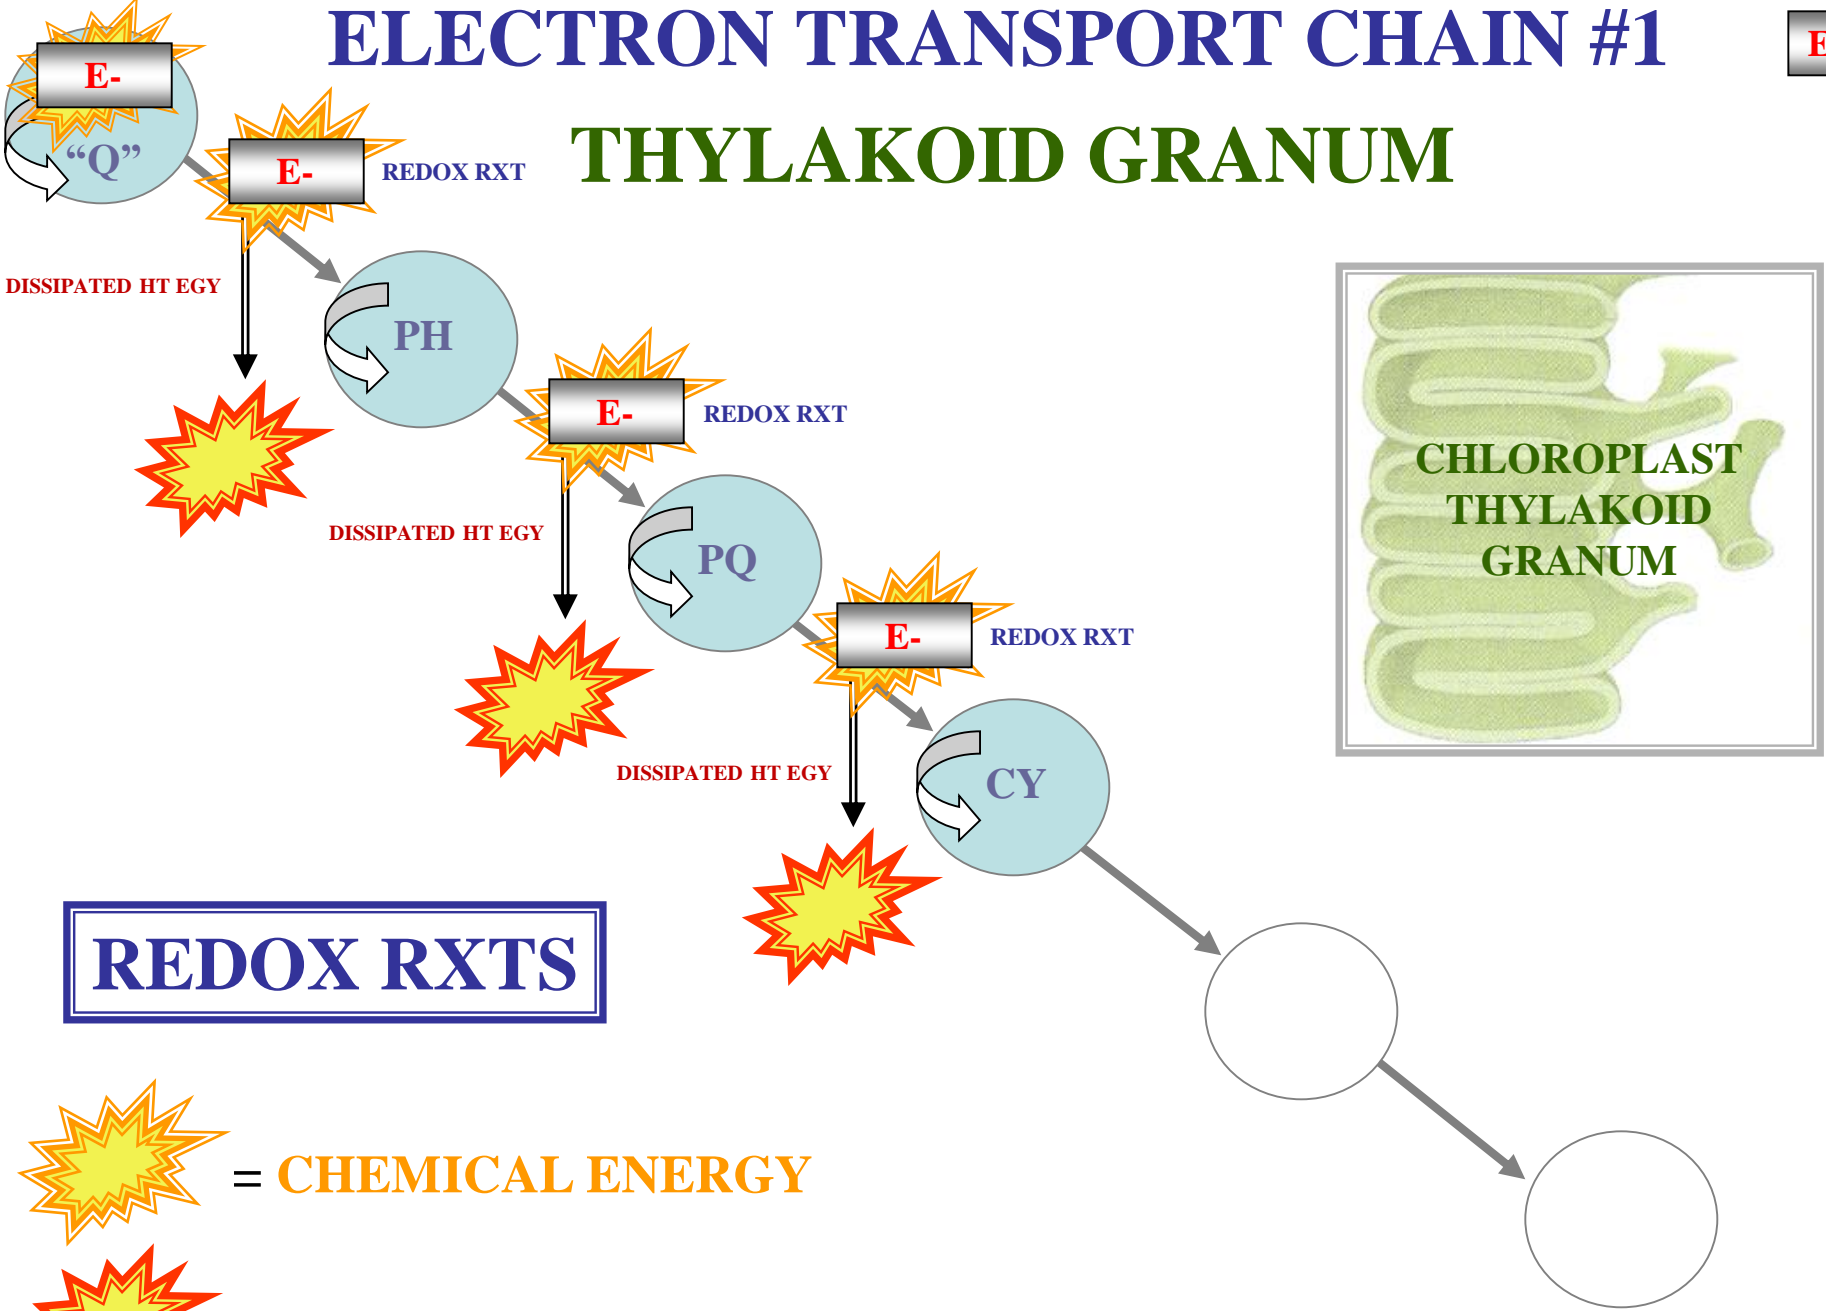 ELECTRON TRANSPORT CHAIN #1
THYLAKOID GRANUM
E-
“Q”
E-
REDOX RXT
DISSIPATED HT EGY
PH
E-
REDOX RXT
DISSIPATED HT EGY
PQ
E-
REDOX RXT
DISSIPATED HT EGY
CY
CHLOROPLAST
THYLAKOID
GRANUM
REDOX RXTS
= CHEMICAL ENERGY